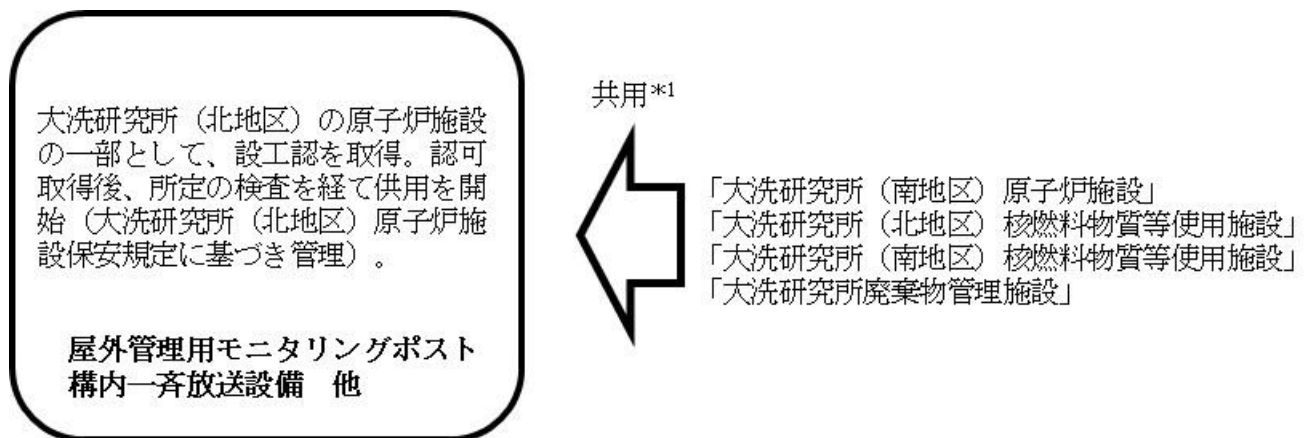 大洗研究所（北地区）の原子炉施設
の一部として、設工認を取得。認可
取得後、所定の検査を経て供用を開
始（大洗研究所（北地区）原子炉施
設保安規定に基づき管理）。
屋外管理用モニタリングポスト
構内一斉放送設備　他
共用*1
「大洗研究所（南地区）原子炉施設」
「大洗研究所（北地区）核燃料物質等使用施設」
「大洗研究所（南地区）核燃料物質等使用施設」
「大洗研究所廃棄物管理施設」